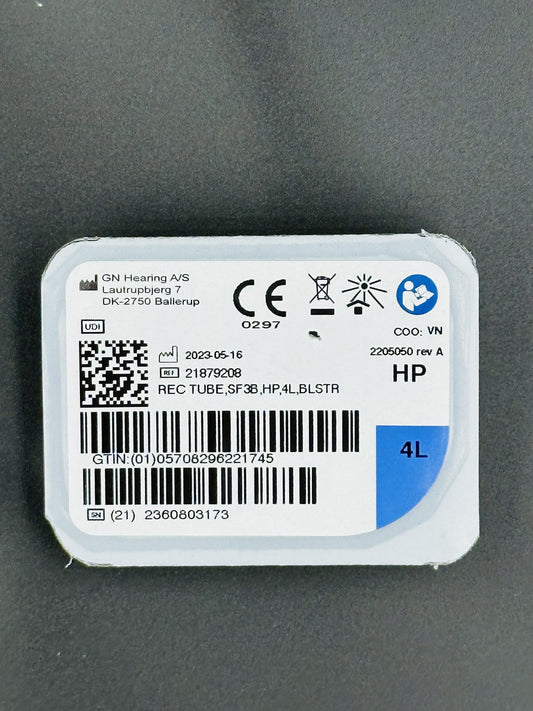 GN Hearing A/S
Lautrupbjerg 7
DK-2750 Ballerup
CE
0297
UDI
COO: VN
2023-05-16
2205050 rev A
REF 21879208
HP
REC TUBE,SF3B,HP,4L,BLSTR
4L
GTIN:(01)05708296221745
SN (21) 2360803173